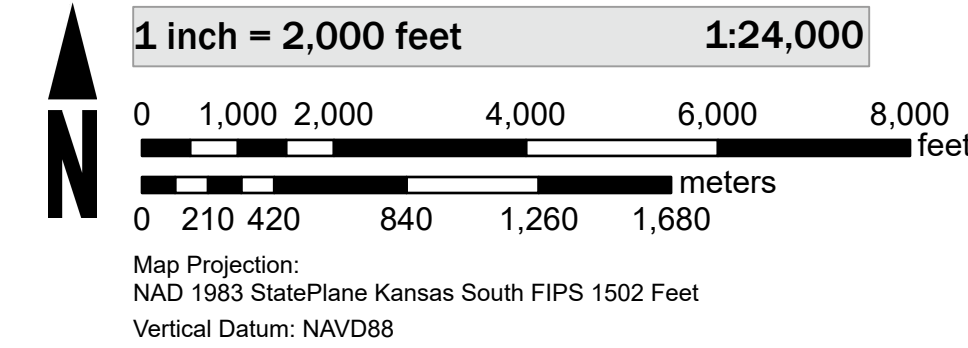 1 inch = 2,000 feet 1:24,000
0 1,000 2,000 4,000 6,000 8,000
feet
meters
0 210 420 840 1,260 1,680
N
Map Projection:
NAD 1983 StatePlane Kansas South FIPS 1502 Feet
Vertical Datum: NAVD88